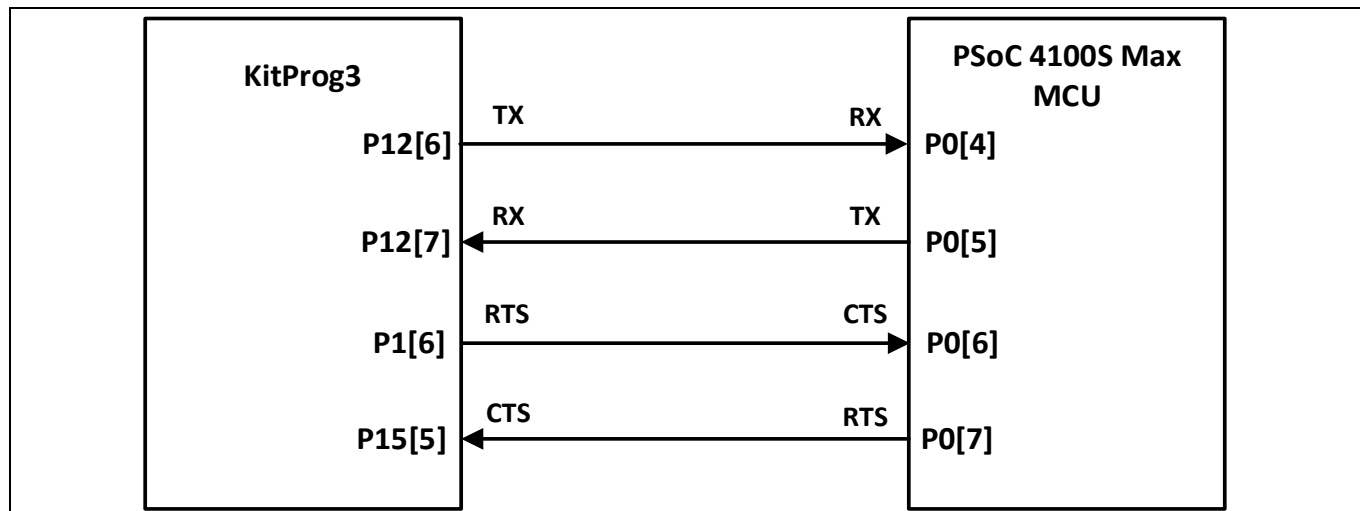 KitProg3
PSoC 4100S Max
MCU
TX
RX
P12[6]
P0[4]
RX
TX
P12[7]
P0[5]
RTS
CTS
P1[6]
P0[6]
CTS
RTS
P15[5]
P0[7]